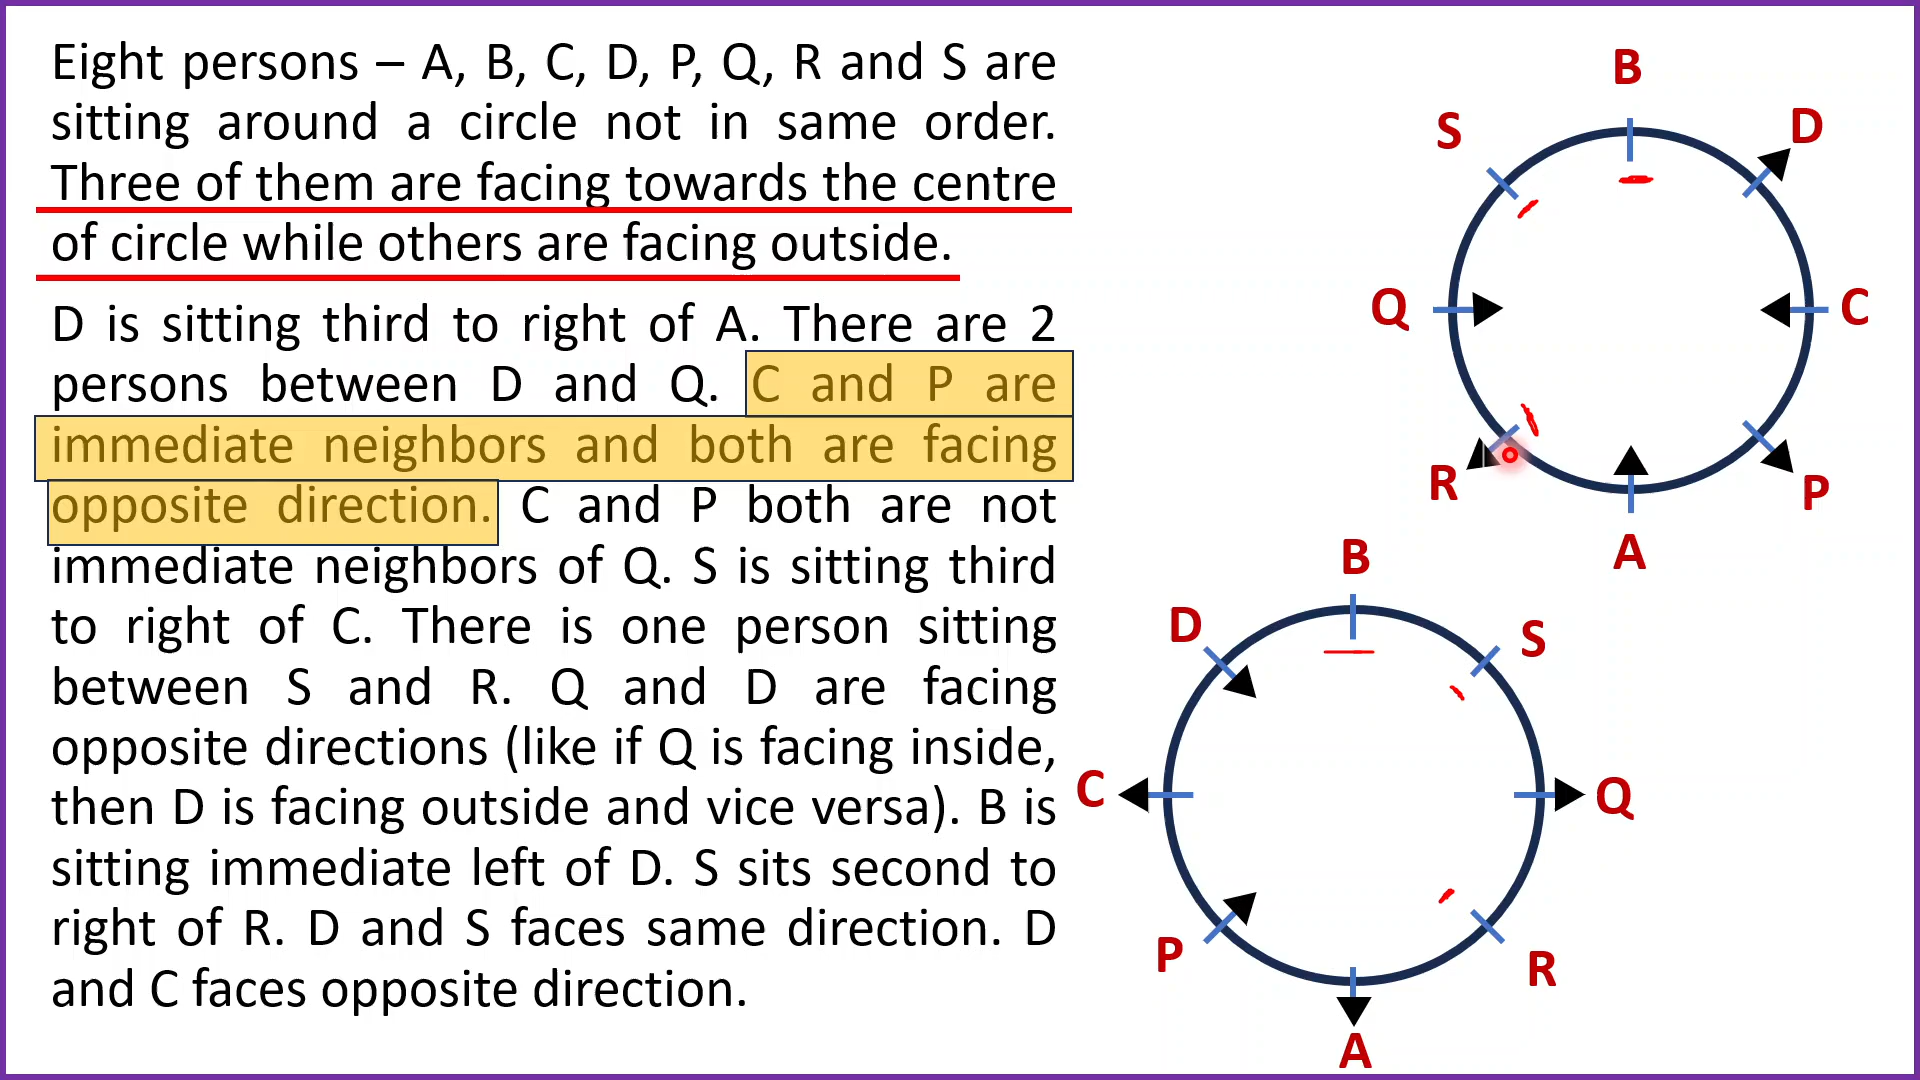 Eight persons – A, B, C, D, P, Q, R and S are
sitting around a circle not in same order.
Three of them are facing towards the centre
of circle while others are facing outside.
D is sitting third to right of A. There are 2
persons between D and Q. C and P are
immediate neighbors and both are facing
opposite direction. C and P both are not
immediate neighbors of Q. S is sitting third
to right of C. There is one person sitting
between S and R. Q and D are facing
opposite directions (like if Q is facing inside,
then D is facing outside and vice versa). B is
sitting immediate left of D. S sits second to
right of R. D and S faces same direction. D
and C faces opposite direction.
B
S
D
Q
C
R
P
A
B
D
S
C
Q
P
R
A